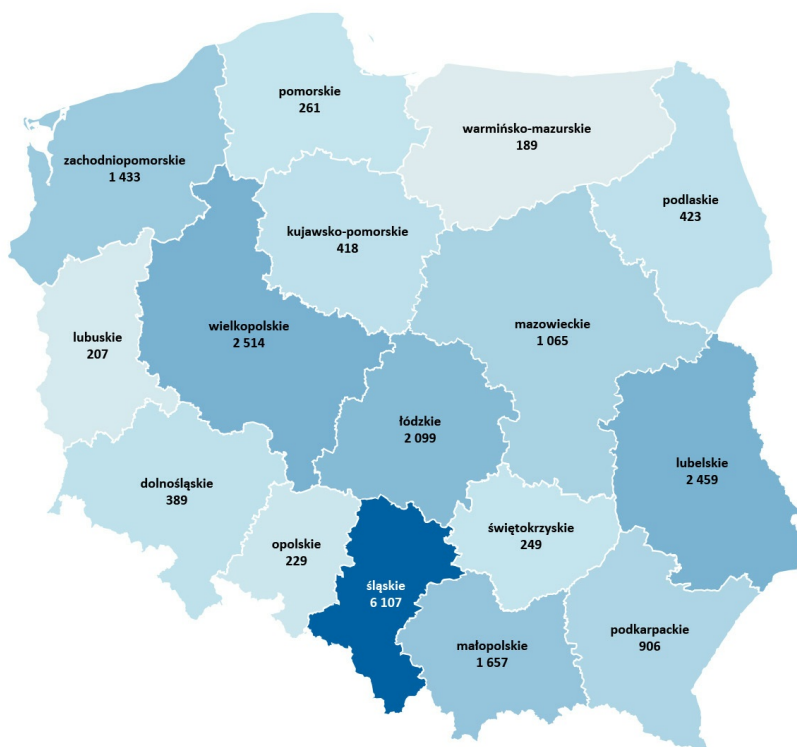 pomorskie
261
warmińsko-mazurskie
189
zachodniopomorskie
1 433
podlaskie
423
kujawsko-pomorskie
418
wielkopolskie
2 514
mazowieckie
1 065
lubuskie
207
łódzkie
2 099
lubelskie
2 459
dolnośląskie
389
świętokrzyskie
249
opolskie
229
śląskie
6 107
podkarpackie
906
małopolskie
1 657